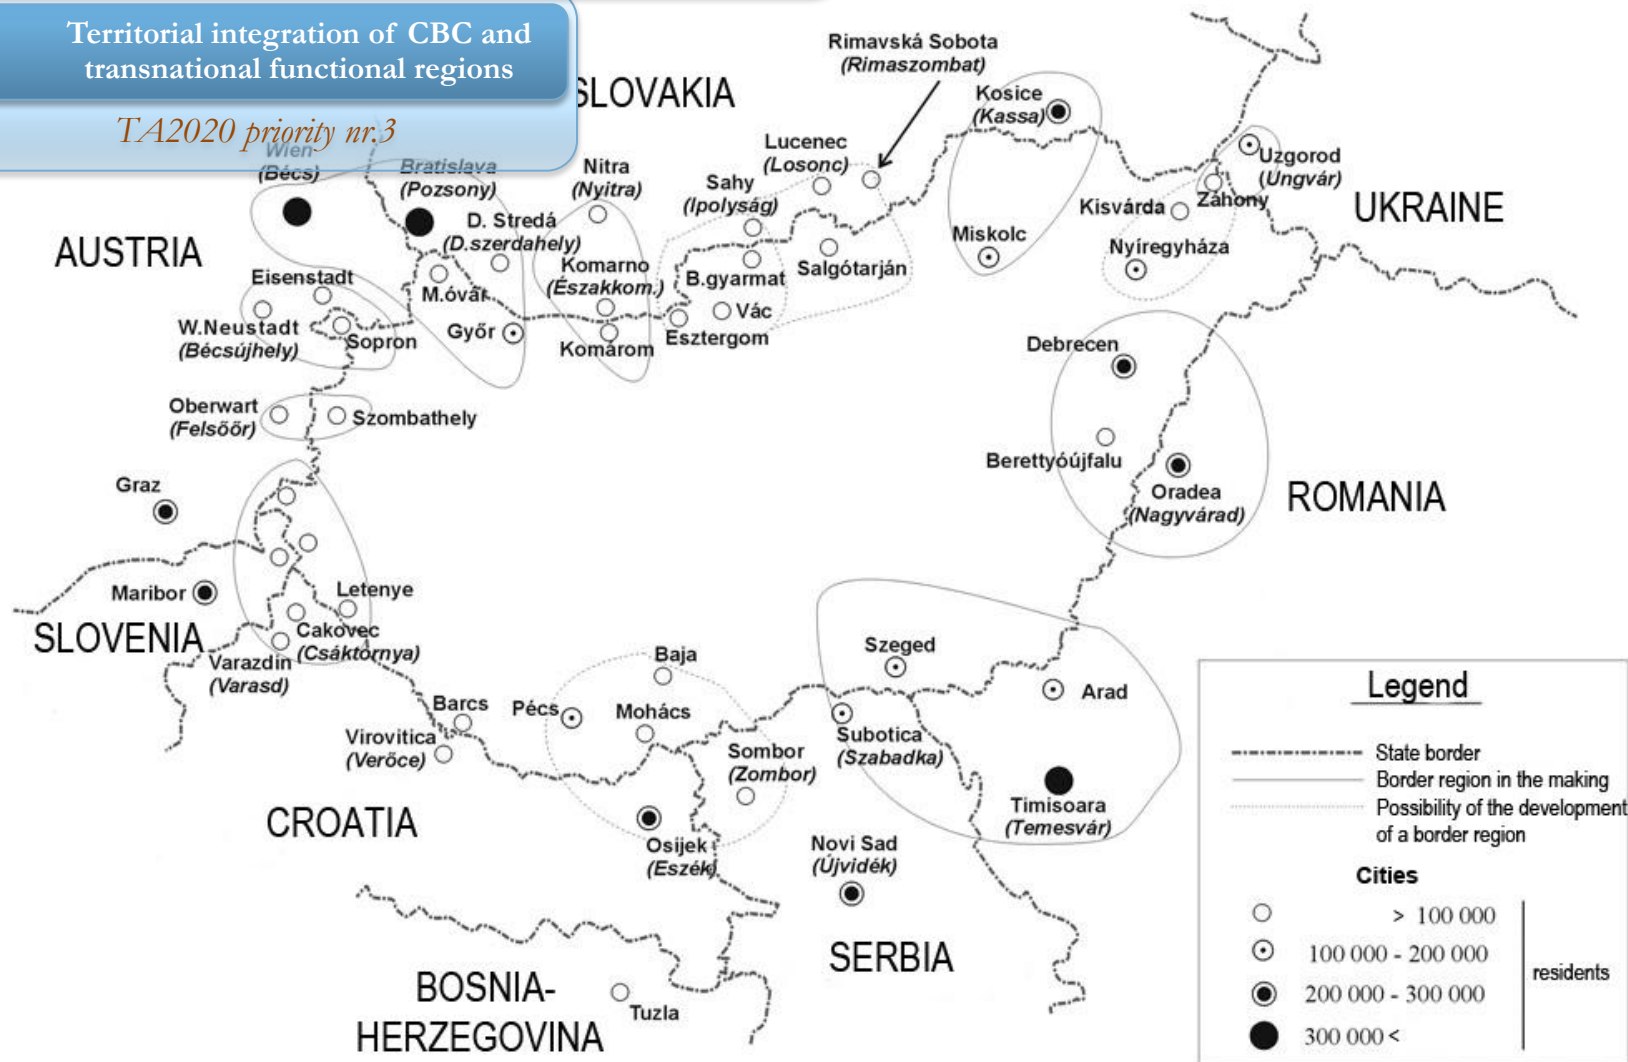 Territorial integration of CBC and
transnational functional regions
TA2020 priority nr.3
SLOVAKIA
Rimavská Sobota
(Rimaszombat)
Kosice
(Kassa)
Wien
(Bécs)
Bratislava
(Pozsony)
Nitra
(Nyitra)
Lucenec
(Losonc)
Sahy
(Ipolyság)
Uzgorod
(Ungvár)
Záhony
Kisvárda
UKRAINE
AUSTRIA
D. Stredá
(D.szerdahely)
Miskolc
Nyíregyháza
Eisenstadt
M.óvár
Komarno
(Északkom.)
B.gyarmat
Salgótarján
W.Neustadt
(Bécsújhely)
Sopron
Győr
Komárom
Esztergom
Vác
Debrecen
Oberwart
(Felsőőr)
Szombathely
Berettyóújfalu
Graz
Oradea
(Nagyvárad)
ROMANIA
Maribor
Letenye
SLOVENIA
Cakovec
(Csáktornya)
Varazdin
(Varasd)
Baja
Szeged
Arad
Barcs
Pécs
Mohács
Virovitica
(Verőce)
Sombor
(Zombor)
Subotica
(Szabadka)
CROATIA
Timisoara
(Temesvár)
Osijek
(Eszék)
Novi Sad
(Újvidék)
SERBIA
BOSNIA-
HERZEGOVINA
Tuzla
Legend
State border
Border region in the making
Possibility of the development
of a border region
Cities
> 100 000
100 000 - 200 000
200 000 - 300 000
300 000 <
residents